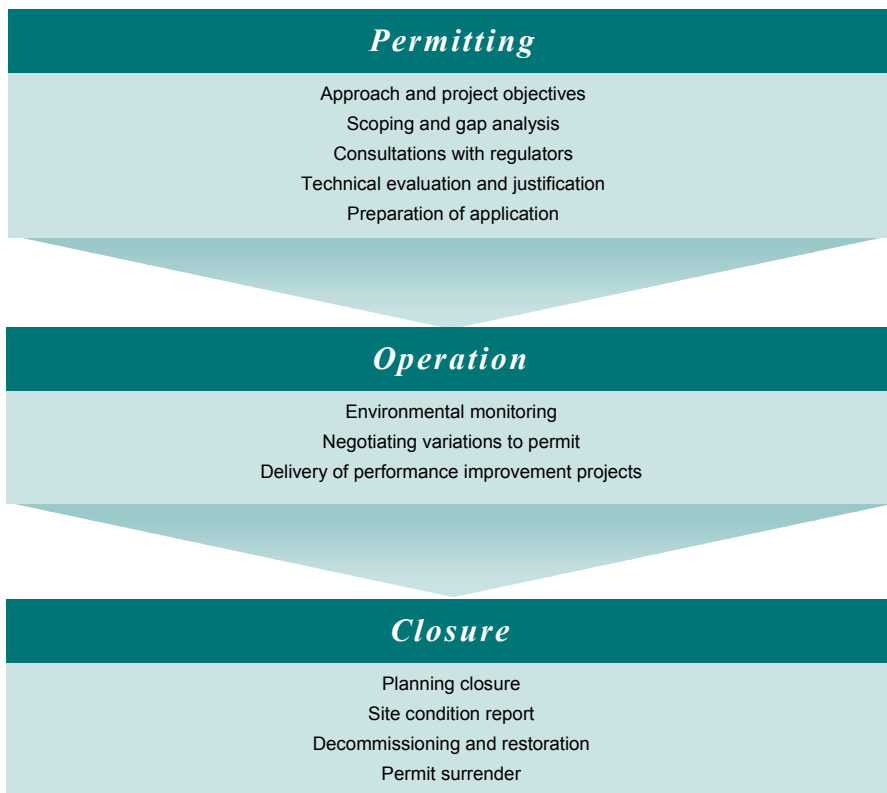 Permitting
Approach and project objectives
Scoping and gap analysis
Consultations with regulators
Technical evaluation and justification
Preparation of application
Operation
Environmental monitoring
Negotiating variations to permit
Delivery of performance improvement projects
Closure
Planning closure
Site condition report
Decommissioning and restoration
Permit surrender